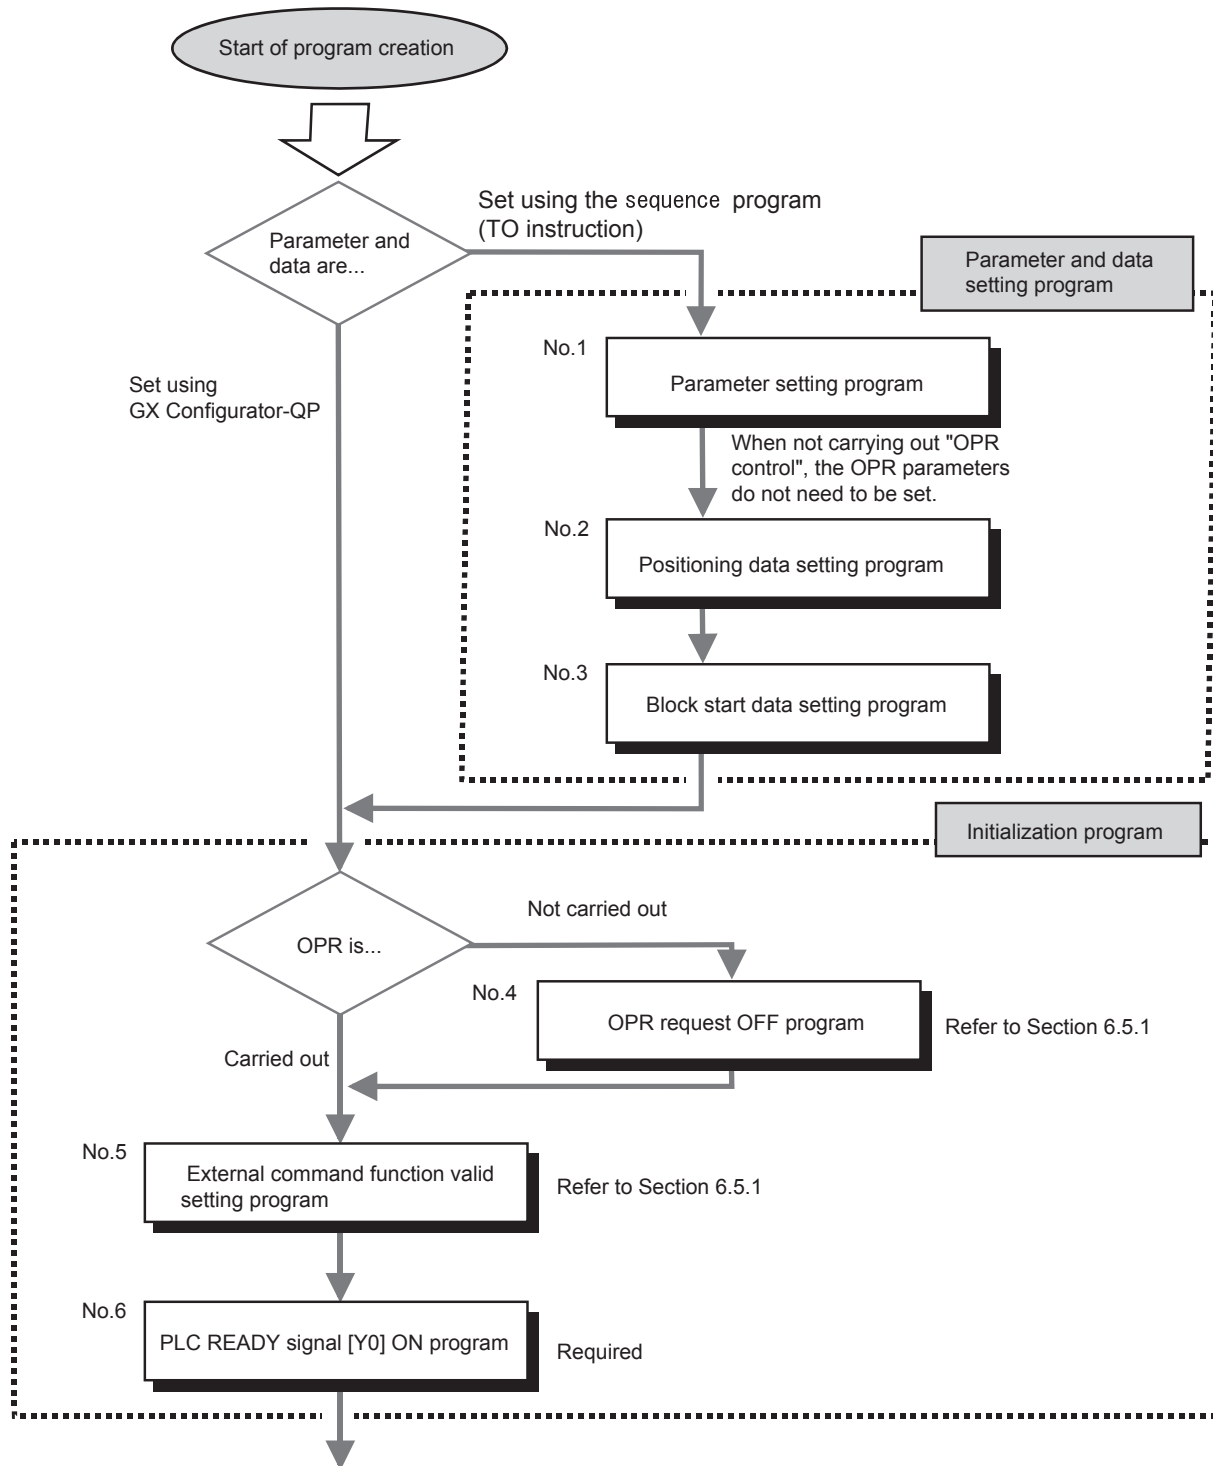 Start of program creation
Parameter and
data are...
Set using the sequence program
(TO instruction)
Parameter and data
setting program
Set using
GX Configurator-QP
No.1
Parameter setting program
When not carrying out "OPR
control", the OPR parameters
do not need to be set.
No.2
Positioning data setting program
No.3
Block start data setting program
Initialization program
OPR is...
Not carried out
No.4
OPR request OFF program
Refer to Section 6.5.1
Carried out
No.5
External command function valid
setting program
Refer to Section 6.5.1
No.6
PLC READY signal [Y0] ON program
Required